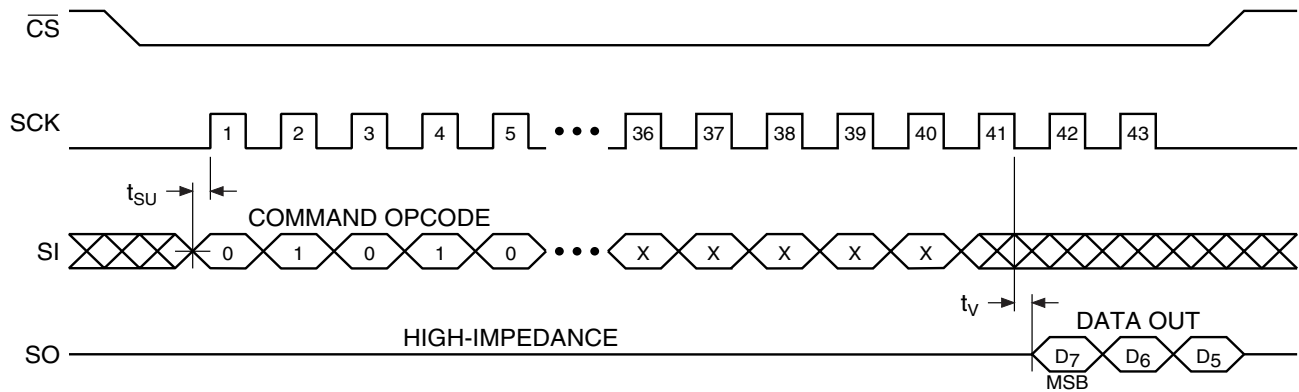 CS
SCK 1 2 3 4 5 ••• 36 37 38 39 40 41 42 43
tSU
COMMAND OPCODE
SI 0 1 0 1 0 ••• X X X X X
tV
HIGH-IMPEDANCE DATA OUT
SO D7 D6 D5
MSB